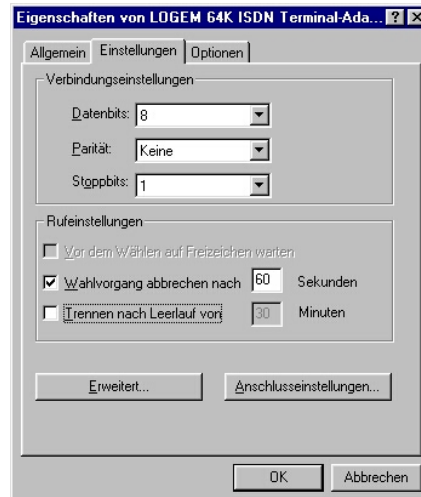 Eigenschaften von LOGEM 64K ISDN Terminal-Ada...
Allgemein Einstellungen Optionen
Verbindungseinstellungen
Datenbits: 8
Parität: Keine
Stoppbits: 1
Rufeinstellungen
Vor dem Wählen auf Freizeichen warten
Wahlvorgang abbrechen nach 60 Sekunden
Trennen nach Leerlauf von 30 Minuten
Erweitert... Anschlusseinstellungen...
OK Abbrechen